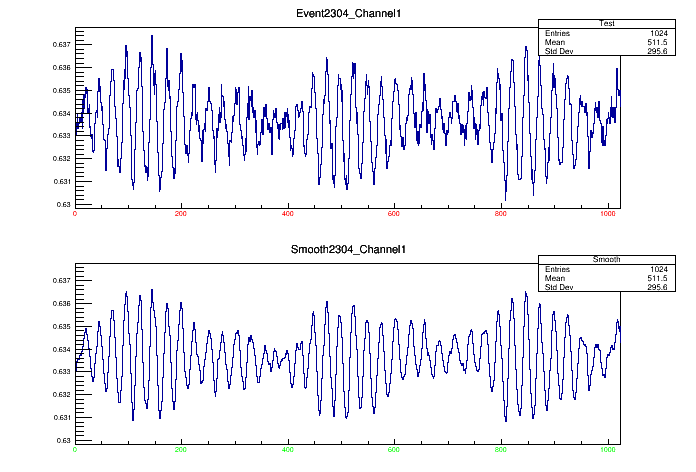 Event2304_Channel1
Test
Entries 1024
Mean 511.5
Std Dev 295.6
0.637
0.636
0.635
0.634
0.633
0.632
0.631
0.63
0 200 400 600 800 1000
Smooth2304_Channel1
Smooth
Entries 1024
Mean 511.5
Std Dev 295.6
0.637
0.636
0.635
0.634
0.633
0.632
0.631
0.63
0 200 400 600 800 1000